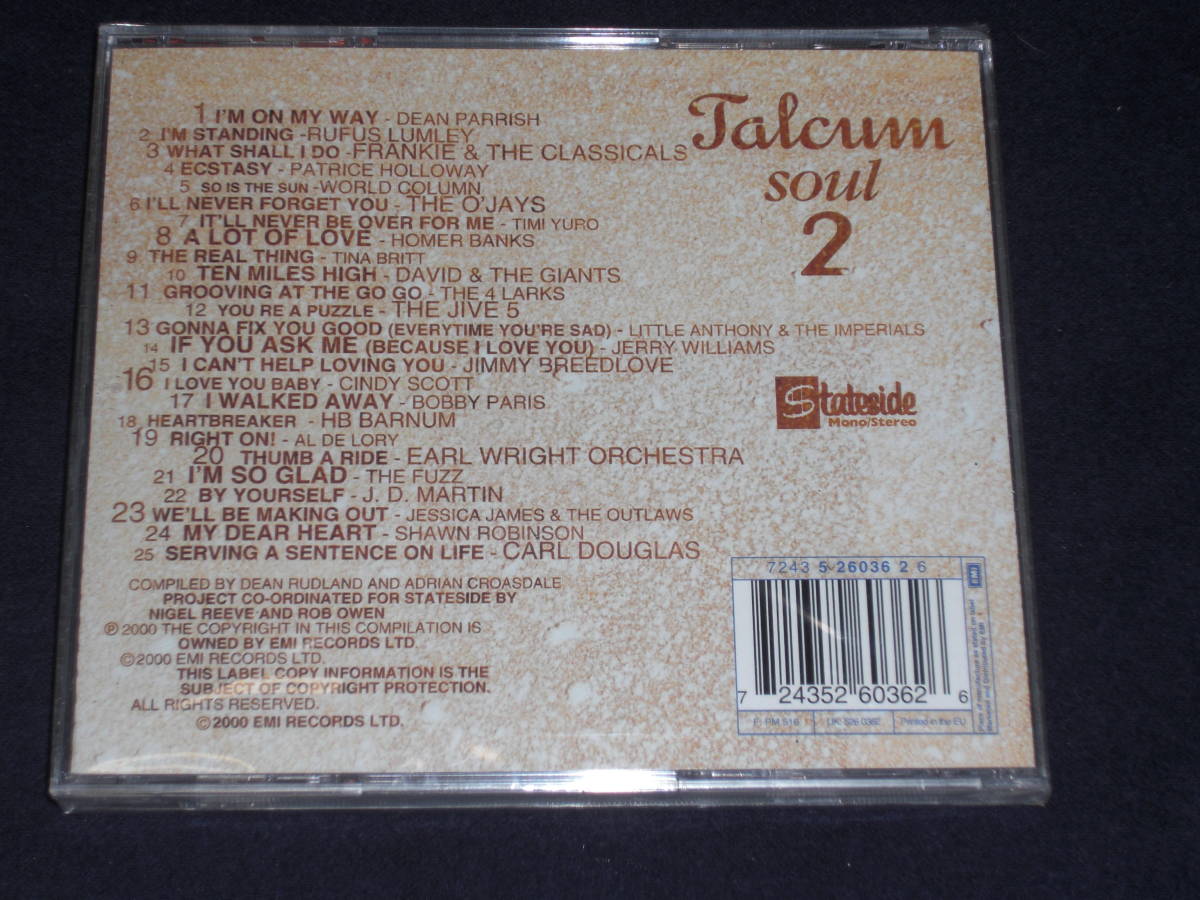 Talcum
soul
2
1 I'M ON MY WAY - DEAN PARRISH
2 I'M STANDING -RUFUS LUMLEY
3 WHAT SHALL I DO -FRANKIE & THE CLASSICALS
4 ECSTASY - PATRICE HOLLOWAY
5 SO IS THE SUN -WORLD COLUMN
6 I'LL NEVER FORGET YOU - THE O'JAYS
7 IT'LL NEVER BE OVER FOR ME - TIMI YURO
8 A LOT OF LOVE - HOMER BANKS
9 THE REAL THING - TINA BRITT
10 TEN MILES HIGH - DAVID & THE GIANTS
11 GROOVING AT THE GO GO - THE 4 LARKS
12 YOU RE A PUZZLE - THE JIVE 5
13 GONNA FIX YOU GOOD (EVERYTIME YOU'RE SAD) - LITTLE ANTHONY & THE IMPERIALS
14 IF YOU ASK ME (BECAUSE I LOVE YOU) - JERRY WILLIAMS
15 I CAN'T HELP LOVING YOU - JIMMY BREEDLOVE
16 I LOVE YOU BABY - CINDY SCOTT
17 I WALKED AWAY - BOBBY PARIS
18 HEARTBREAKER - HB BARNUM
19 RIGHT ON! - AL DE LORY
20 THUMB A RIDE - EARL WRIGHT ORCHESTRA
21 I'M SO GLAD - THE FUZZ
22 BY YOURSELF - J. D. MARTIN
23 WE'LL BE MAKING OUT - JESSICA JAMES & THE OUTLAWS
24 MY DEAR HEART - SHAWN ROBINSON
25 SERVING A SENTENCE ON LIFE - CARL DOUGLAS
Stateside
Mono/Stereo
COMPILED BY DEAN RUDLAND AND ADRIAN CROASDALE
PROJECT CO-ORDINATED FOR STATESIDE BY
NIGEL REEVE AND ROB OWEN
℗ 2000 THE COPYRIGHT IN THIS COMPILATION IS
OWNED BY EMI RECORDS LTD.
©2000 EMI RECORDS LTD.
THIS LABEL COPY INFORMATION IS THE
SUBJECT OF COPYRIGHT PROTECTION.
ALL RIGHTS RESERVED.
©2000 EMI RECORDS LTD.
7243 5 26036 2 6
EMI
7 24352 60362 6
UK: 526 0362
Printed in the EU